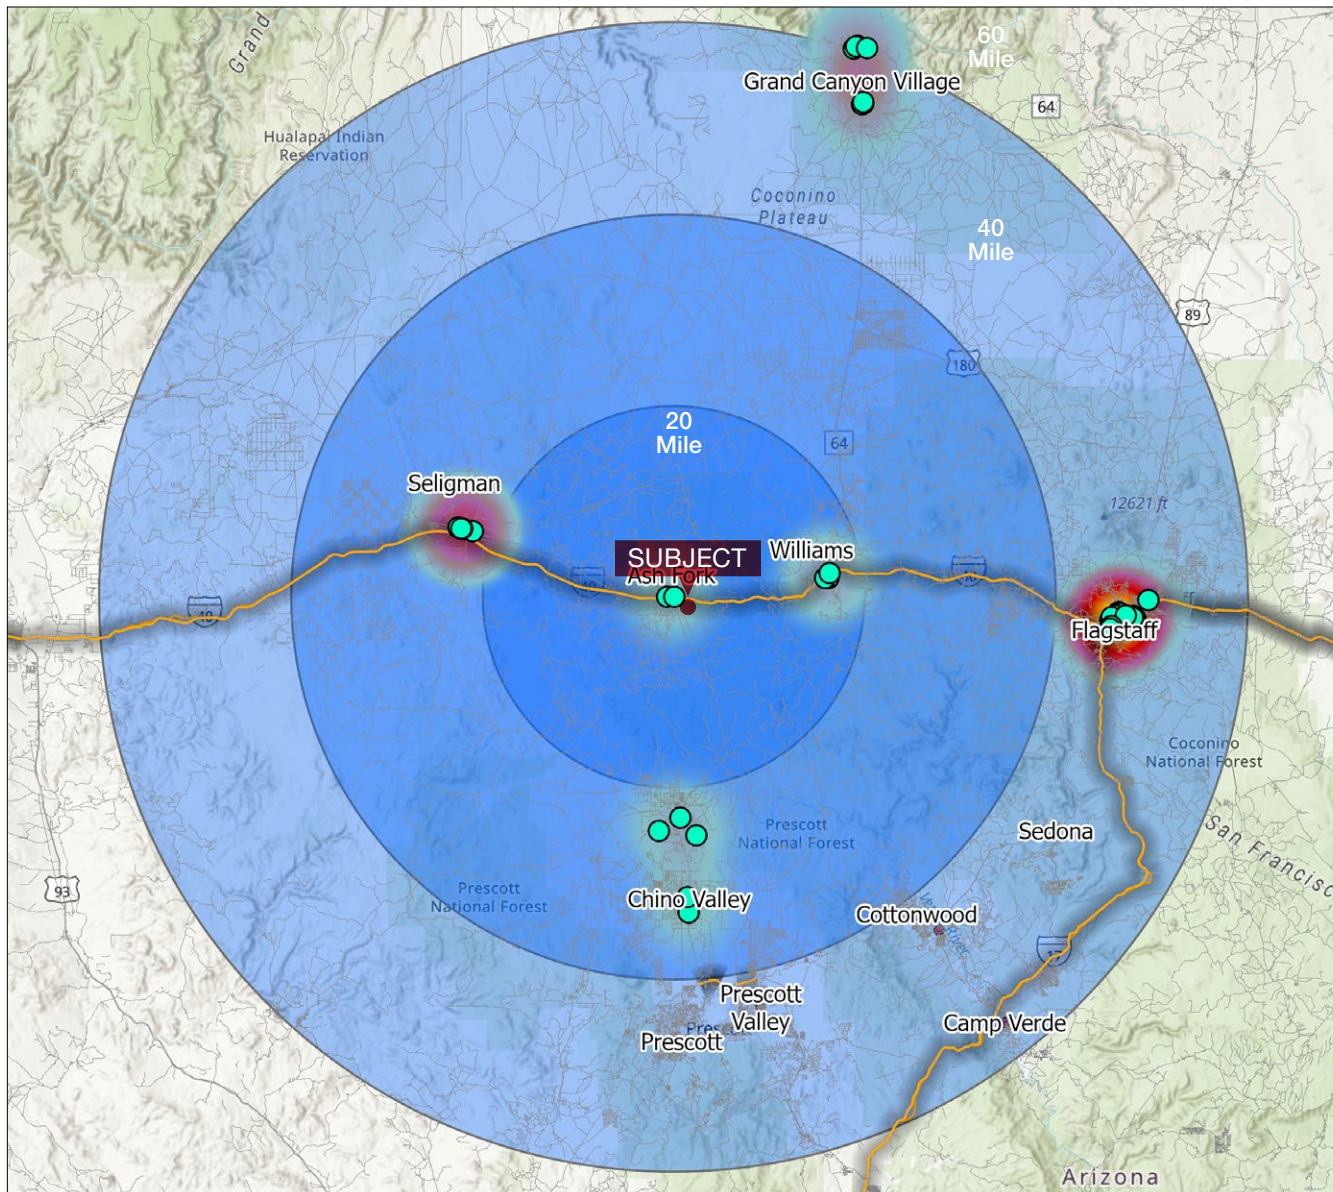 Grand
60
Mile
Grand Canyon Village
64
Hualapai Indian
Reservation
Coconino
Plateau
40
Mile
89
180
20
Mile
64
Seligman
12621 ft
SUBJECT
Williams
Ash Fork
40
40
40
Flagstaff
Coconino
National Forest
San Francisco
Prescott
National Forest
Sedona
93
Prescott
National Forest
Chino Valley
Cottonwood
17
Prescott
Valley
Camp Verde
Prescott
Arizona